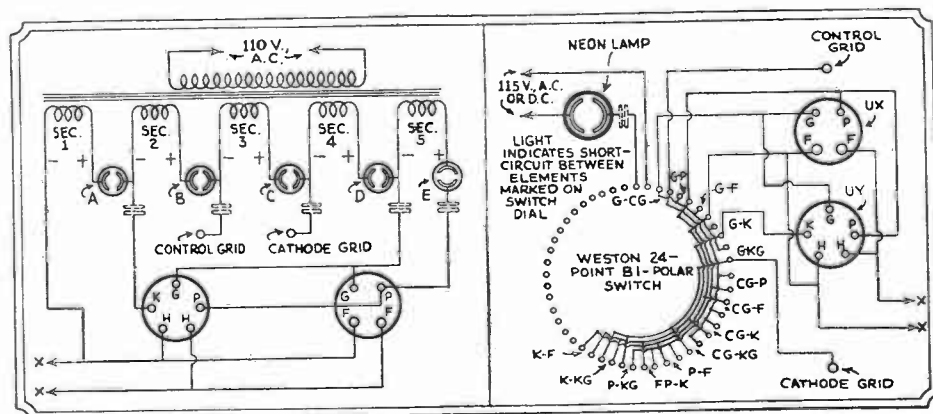 110 V.,
A.C.
SEC.
1
SEC.
2
SEC.
3
SEC.
4
SEC.
5
- + - + - + - + - +
A
B
C
D
E
CONTROL GRID
CATHODE GRID
K G P
H H
G P
F F
X
X
NEON LAMP
CONTROL
GRID
115 V., A.C.
OR D.C.
LIGHT
INDICATES SHORT-
CIRCUIT BETWEEN
ELEMENTS
MARKED ON
SWITCH
DIAL
G-CG
G-P
G-F
G-K
GKG
CG-P
CG-F
CG-K
CG-KG
P-F
FP-K
P-KG
K-KG
K-F
WESTON 24-
POINT BI-POLAR
SWITCH
G P
F F
UX
UY
G
K P
H H
X
X
CATHODE GRID